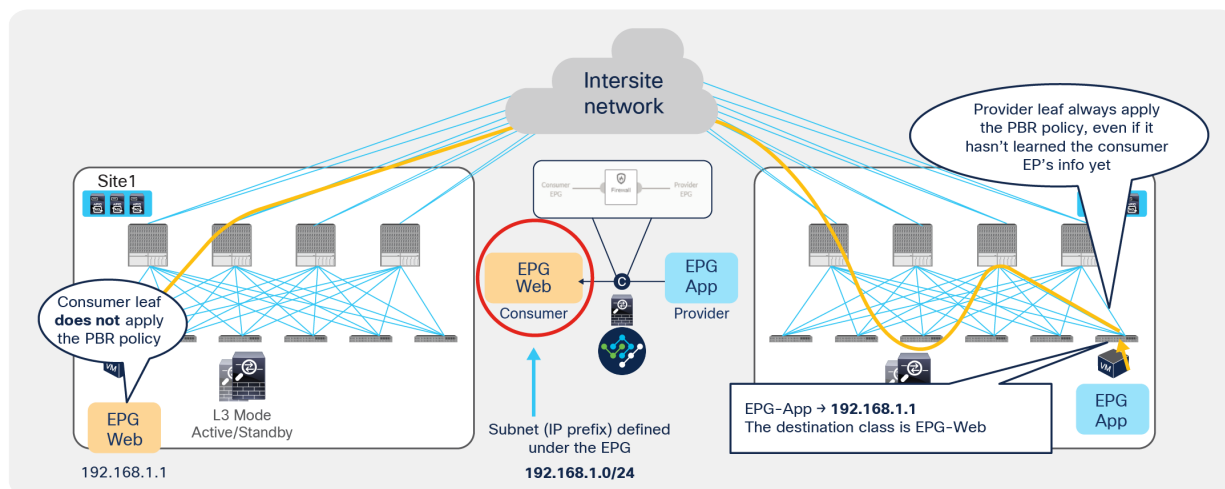 Intersite
network
Provider leaf always apply
the PBR policy, even if it
hasn't learned the consumer
EP's info yet
Site1
Consumer
EPG
Firewall
Provider
EPG
EPG
Web
Consumer
C
EPG
App
Provider
Consumer leaf
does not apply
the PBR policy
VM
EPG
Web
192.168.1.1
L3 Mode
Active/Standby
Subnet (IP prefix) defined
under the EPG
192.168.1.0/24
EPG-App → 192.168.1.1
The destination class is EPG-Web
VM
EPG
App